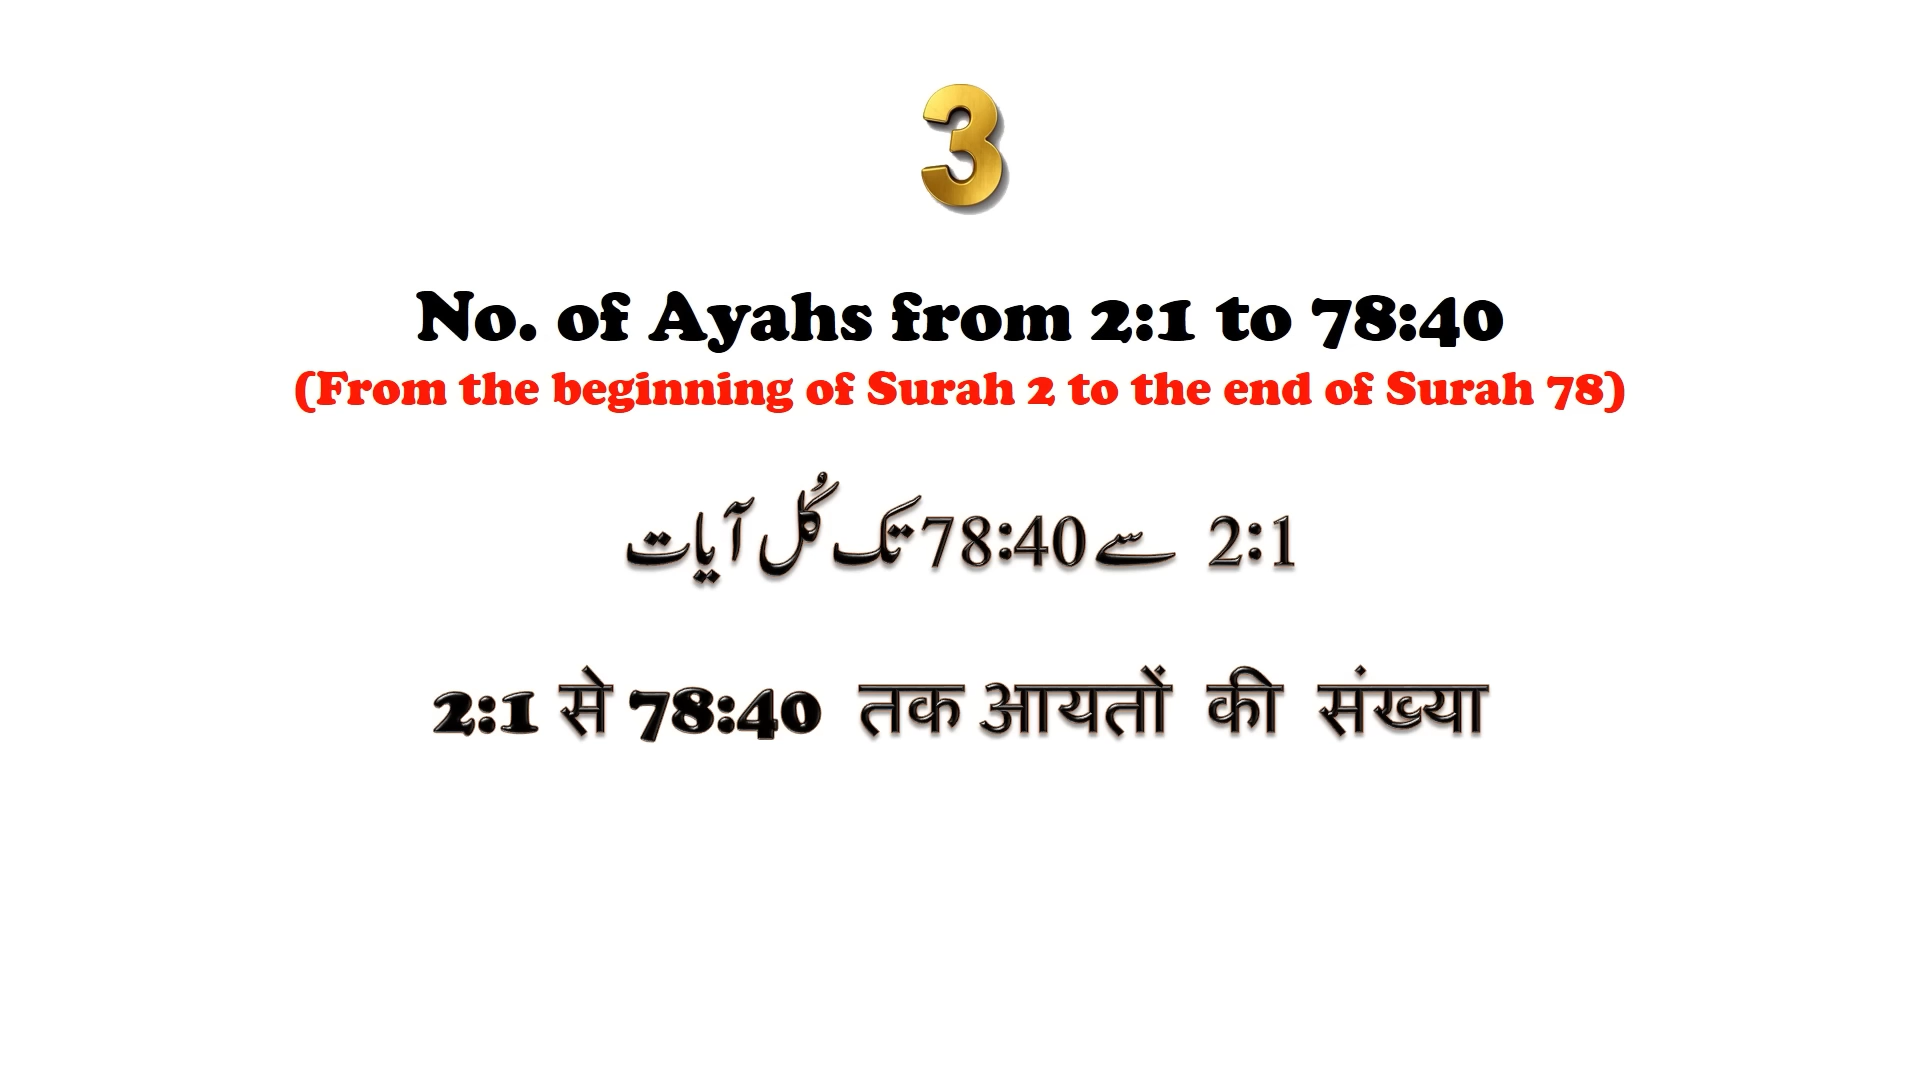 3
No. of Ayahs from 2:1 to 78:40
(From the beginning of Surah 2 to the end of Surah 78)
2:1 سے 78:40 تک کُل آیات
2:1 से 78:40 तक आयतों की संख्या